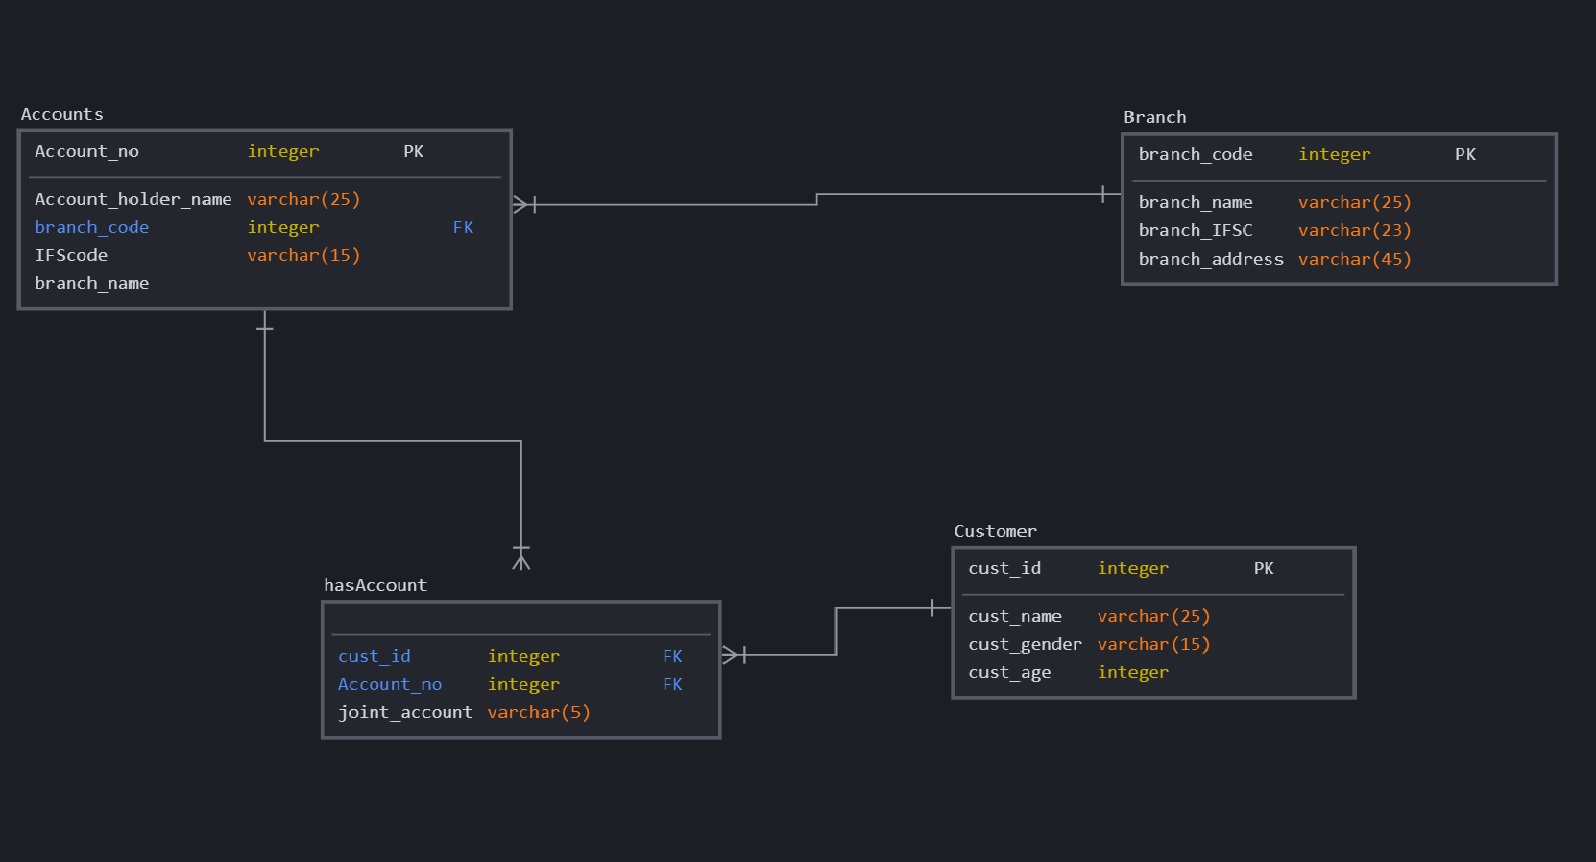 Accounts
Account_no integer PK
Account_holder_name varchar(25)
branch_code integer FK
IFScode varchar(15)
branch_name
Branch
branch_code integer PK
branch_name varchar(25)
branch_IFSC varchar(23)
branch_address varchar(45)
hasAccount
cust_id integer FK
Account_no integer FK
joint_account varchar(5)
Customer
cust_id integer PK
cust_name varchar(25)
cust_gender varchar(15)
cust_age integer